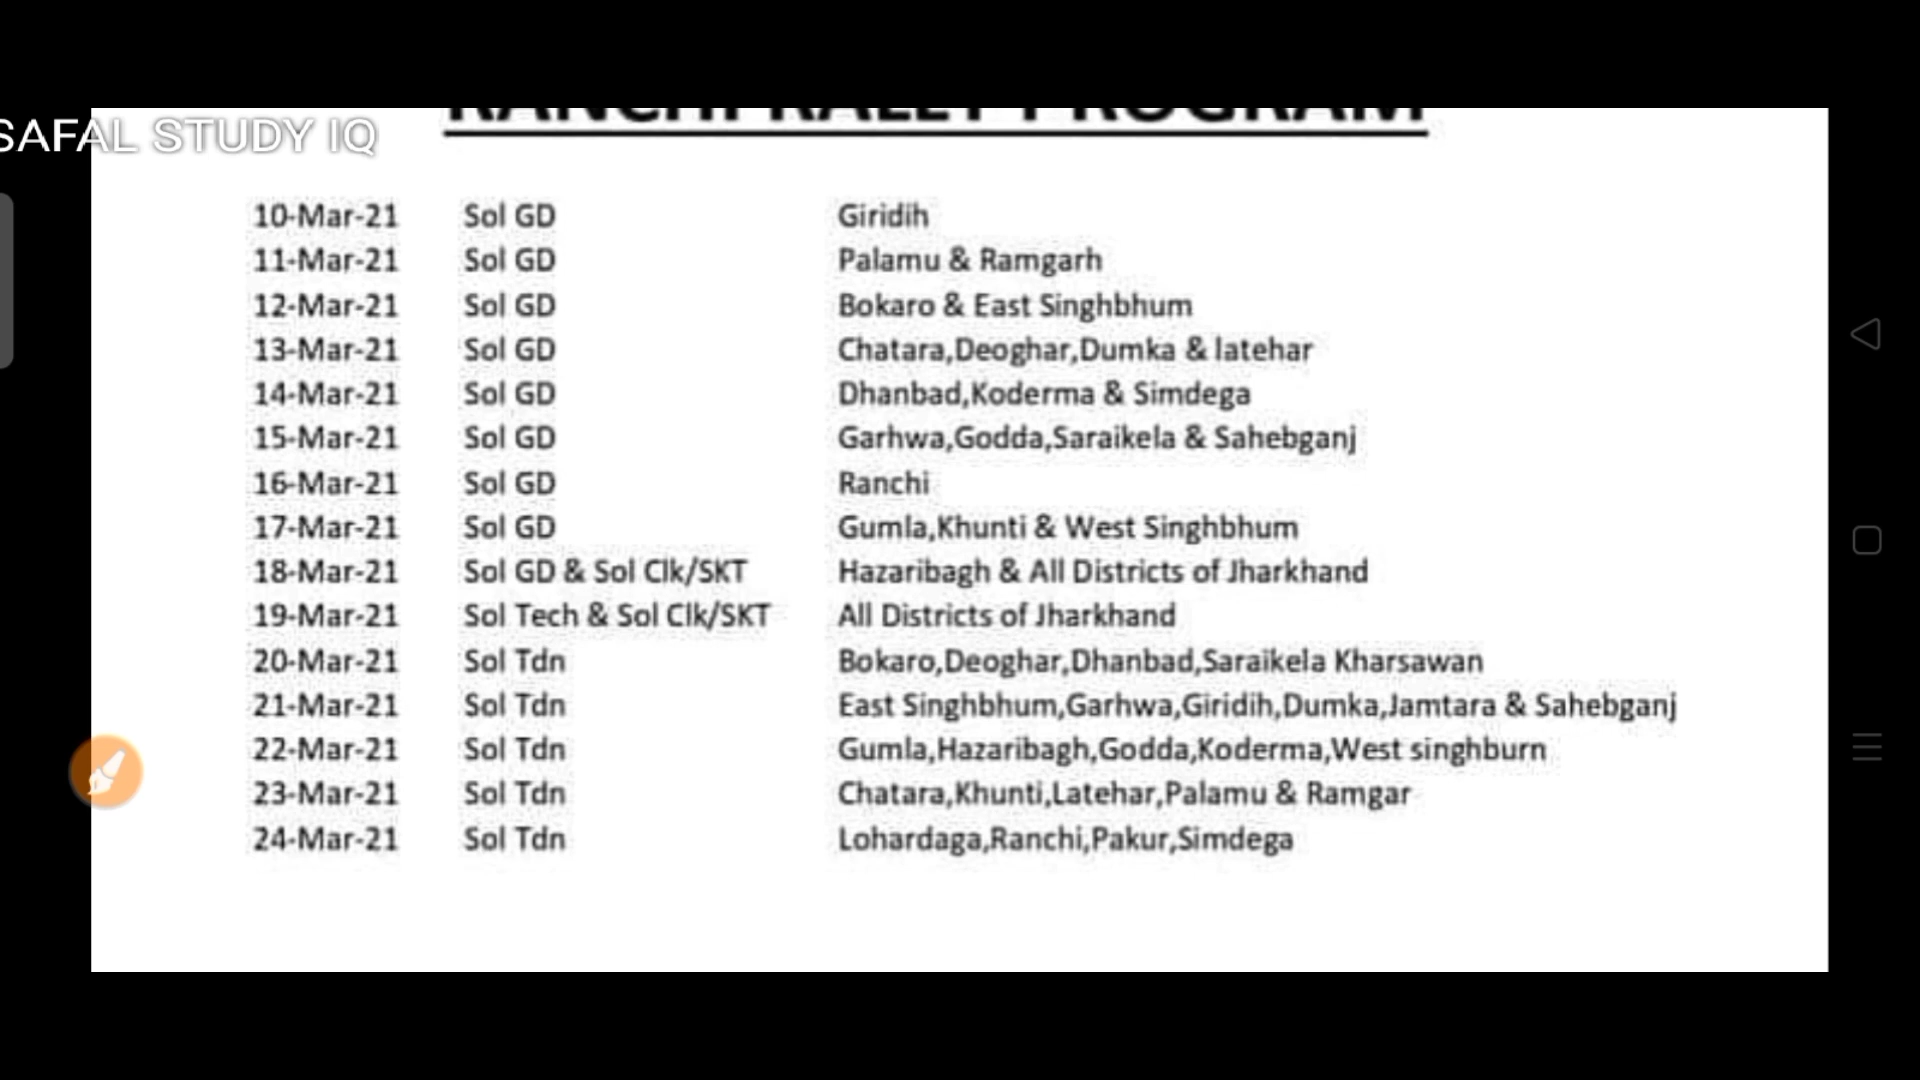 RANCHI RALLY PROGRAM
SAFAL STUDY IQ
10-Mar-21 Sol GD Giridih
11-Mar-21 Sol GD Palamu & Ramgarh
12-Mar-21 Sol GD Bokaro & East Singhbhum
13-Mar-21 Sol GD Chatara,Deoghar,Dumka & latehar
14-Mar-21 Sol GD Dhanbad,Koderma & Simdega
15-Mar-21 Sol GD Garhwa,Godda,Saraikela & Sahebganj
16-Mar-21 Sol GD Ranchi
17-Mar-21 Sol GD Gumla,Khunti & West Singhbhum
18-Mar-21 Sol GD & Sol Clk/SKT Hazaribagh & All Districts of Jharkhand
19-Mar-21 Sol Tech & Sol Clk/SKT All Districts of Jharkhand
20-Mar-21 Sol Tdn Bokaro,Deoghar,Dhanbad,Saraikela Kharsawan
21-Mar-21 Sol Tdn East Singhbhum,Garhwa,Giridih,Dumka,Jamtara & Sahebganj
22-Mar-21 Sol Tdn Gumla,Hazaribagh,Godda,Koderma,West singhburn
23-Mar-21 Sol Tdn Chatara,Khunti,Latehar,Palamu & Ramgar
24-Mar-21 Sol Tdn Lohardaga,Ranchi,Pakur,Simdega